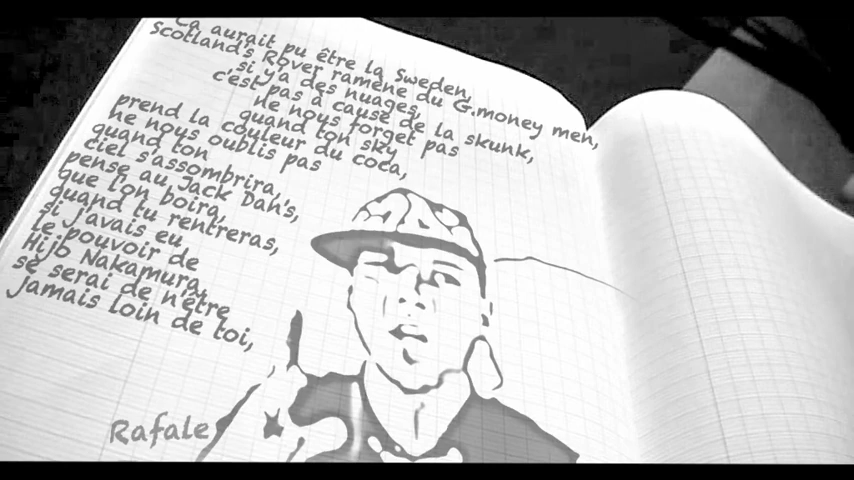 Ça aurait pu être la Sweden,
Scotland's Rover ramène du G.money men,
si y'a des nuages,
c'est pas à cause de la skunk,
ne nous forget pas
quand ton sky
prend la couleur du coca,
ne nous oublis pas
quand ton
ciel s'assombrira,
pense au Jack Dah's,
que l'on boira,
quand tu rentreras,
si j'avais eu
le pouvoir de
Hijo Nakamura,
se serai de n'être
jamais loin de toi,
Rafale